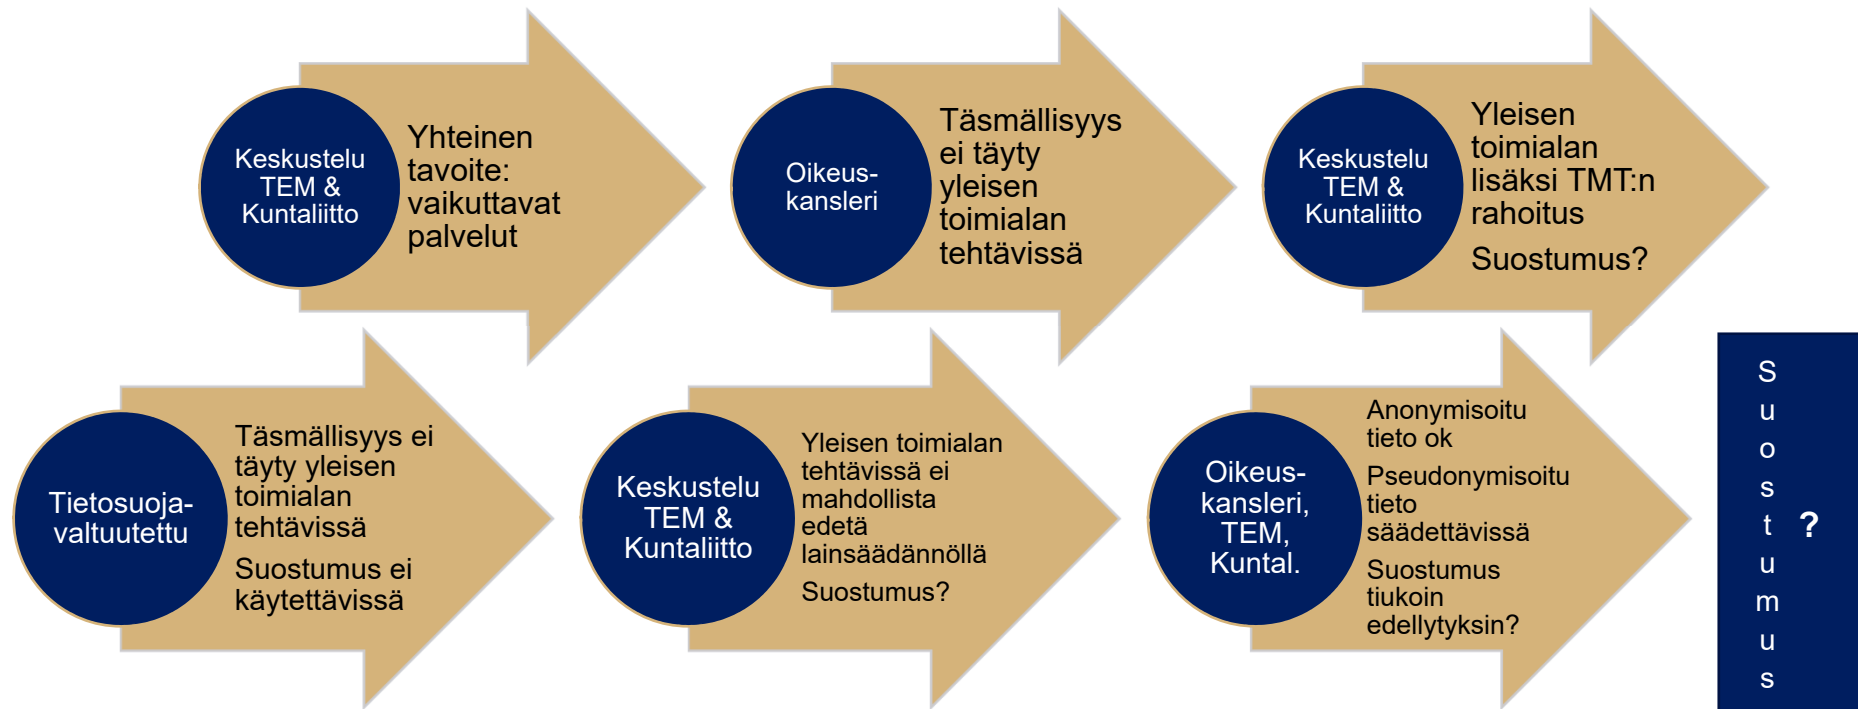 Keskustelu
TEM &
Kuntaliitto
Yhteinen
tavoite:
vaikuttavat
palvelut
Oikeus-
kansleri
Täsmällisyys
ei täyty
yleisen
toimialan
tehtävissä
Keskustelu
TEM &
Kuntaliitto
Yleisen
toimialan
lisäksi TMT:n
rahoitus
Suostumus?
Tietosuoja-
valtuutettu
Täsmällisyys ei
täyty yleisen
toimialan
tehtävissä
Suostumus ei
käytettävissä
Keskustelu
TEM &
Kuntaliitto
Yleisen toimialan
tehtävissä ei
mahdollista
edetä
lainsäädännöllä
Suostumus?
Oikeus-
kansleri,
TEM,
Kuntal.
Anonymisoitu
tieto ok
Pseudonymisoitu
tieto
säädettävissä
Suostumus
tiukoin
edellytyksin?
Suostumus
?